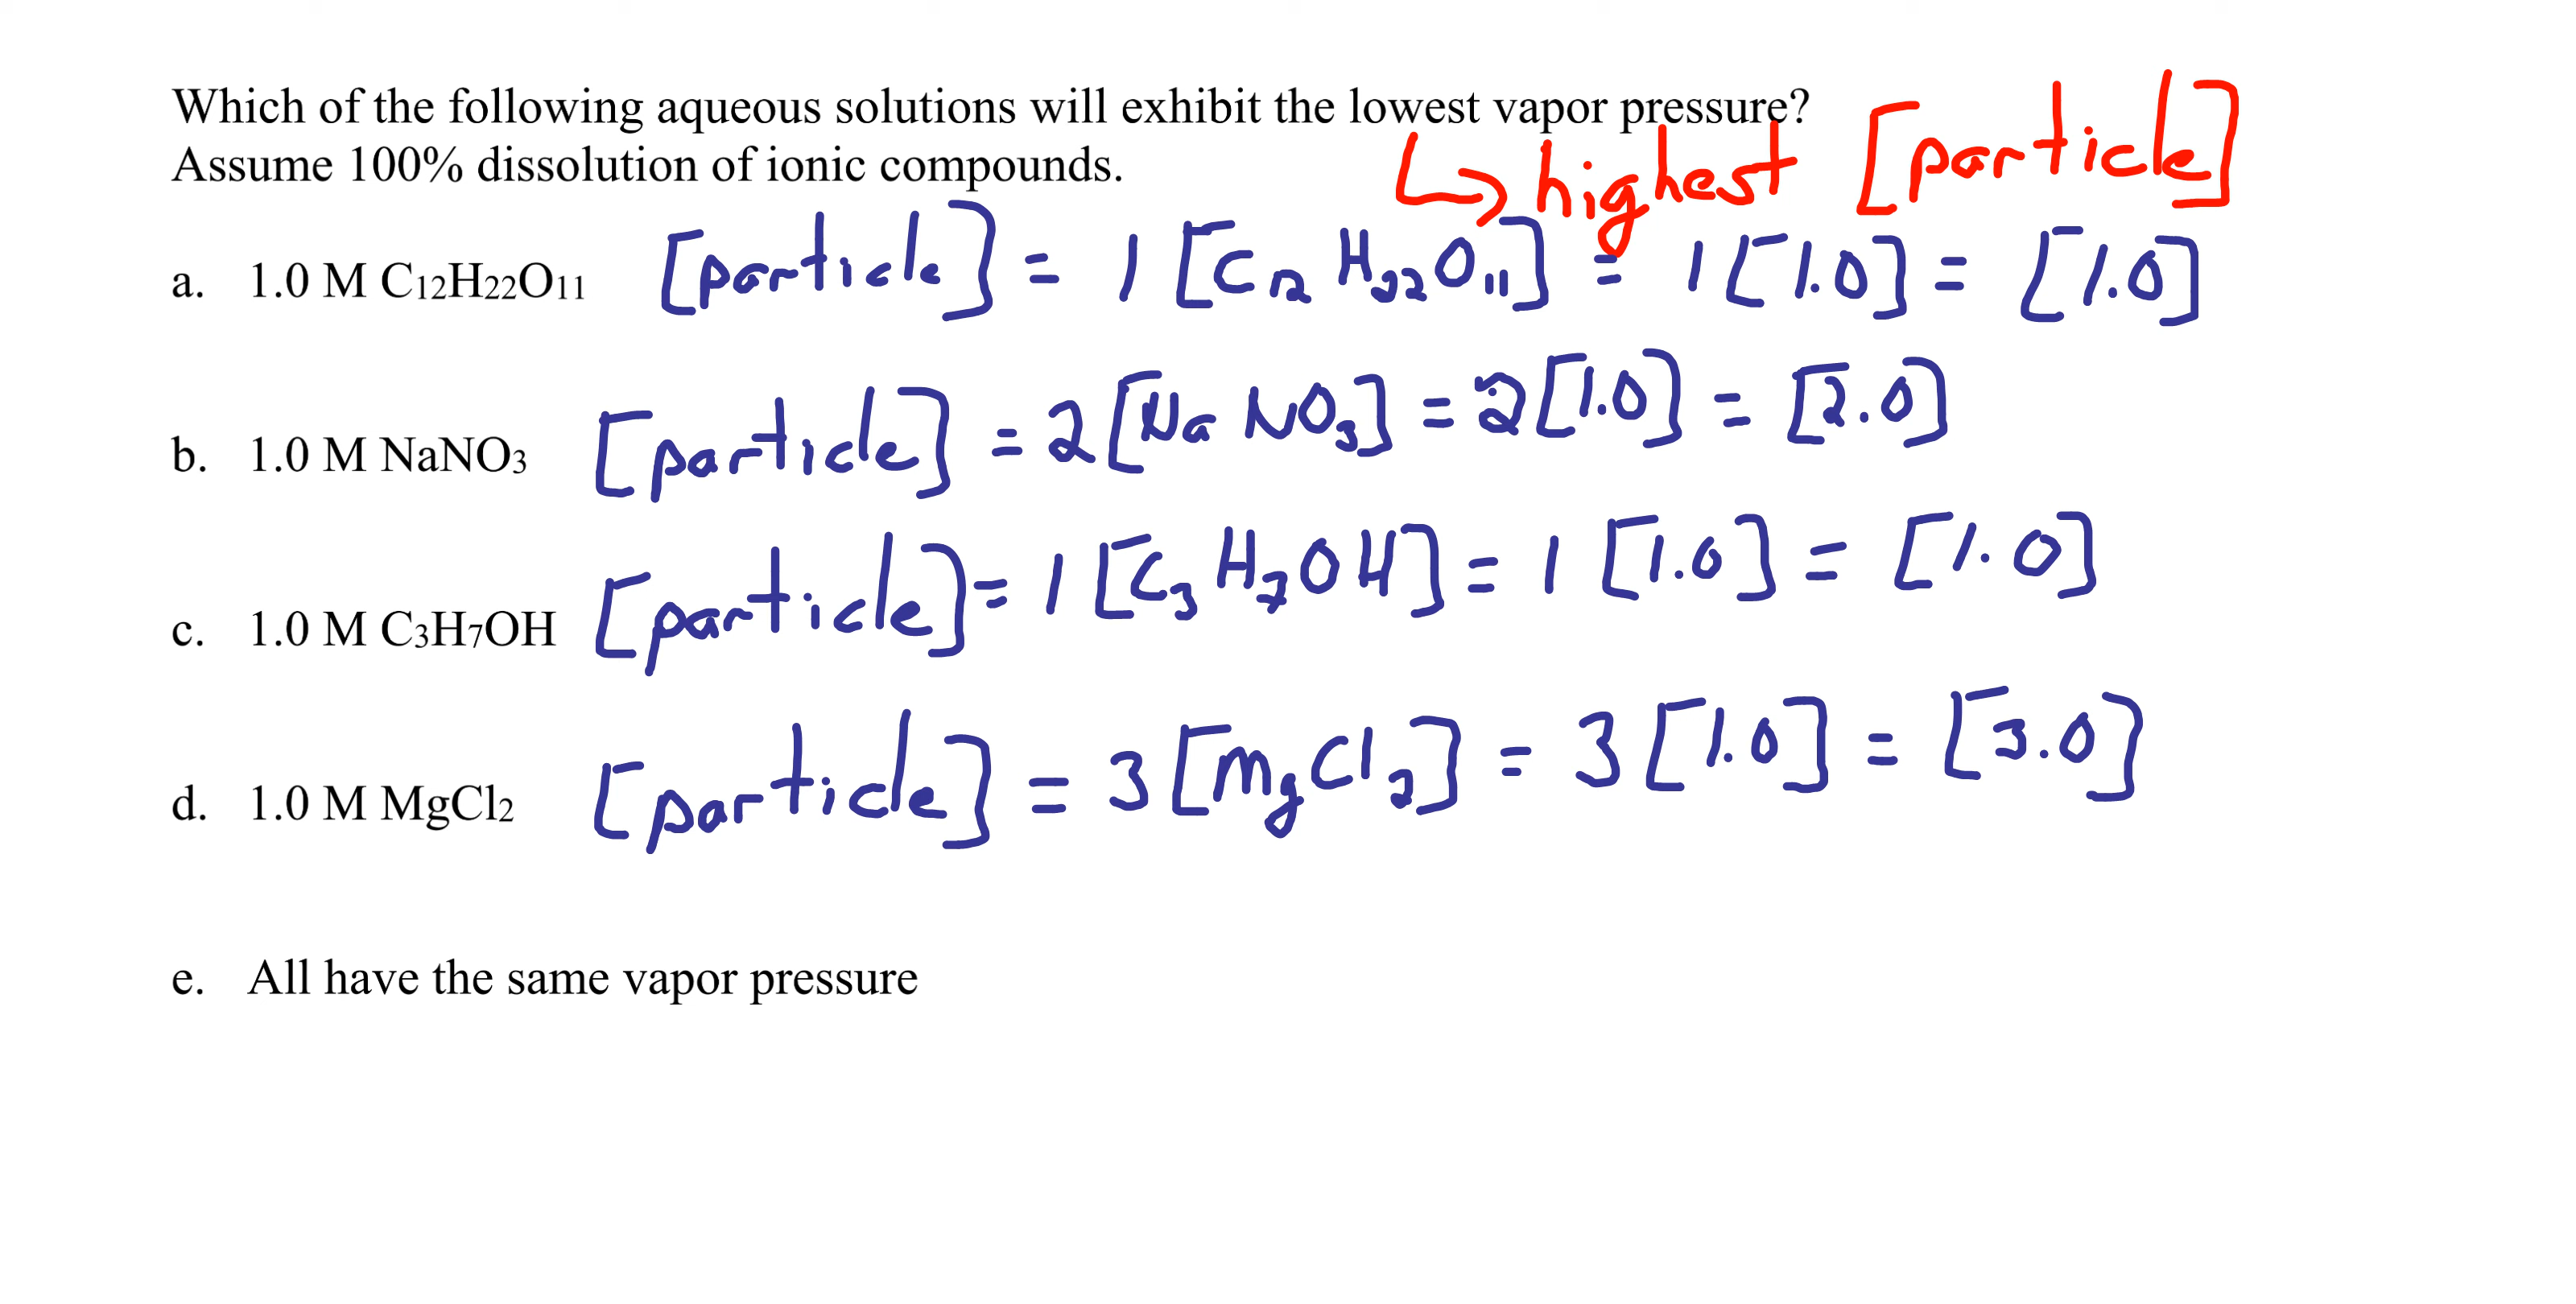 Which of the following aqueous solutions will exhibit the lowest vapor pressure?
Assume 100% dissolution of ionic compounds.
↳ highest [particle]
a. 1.0 M C12H22O11 [particle] = 1 [C12 H22O11] = 1[1.0] = [1.0]
b. 1.0 M NaNO3 [particle] = 2[NaNO3] = 2[1.0] = [2.0]
c. 1.0 M C3H7OH [particle] = 1 [C3H7OH] = 1 [1.0] = [1.0]
d. 1.0 M MgCl2 [particle] = 3[MgCl2] = 3[1.0] = [3.0]
e. All have the same vapor pressure